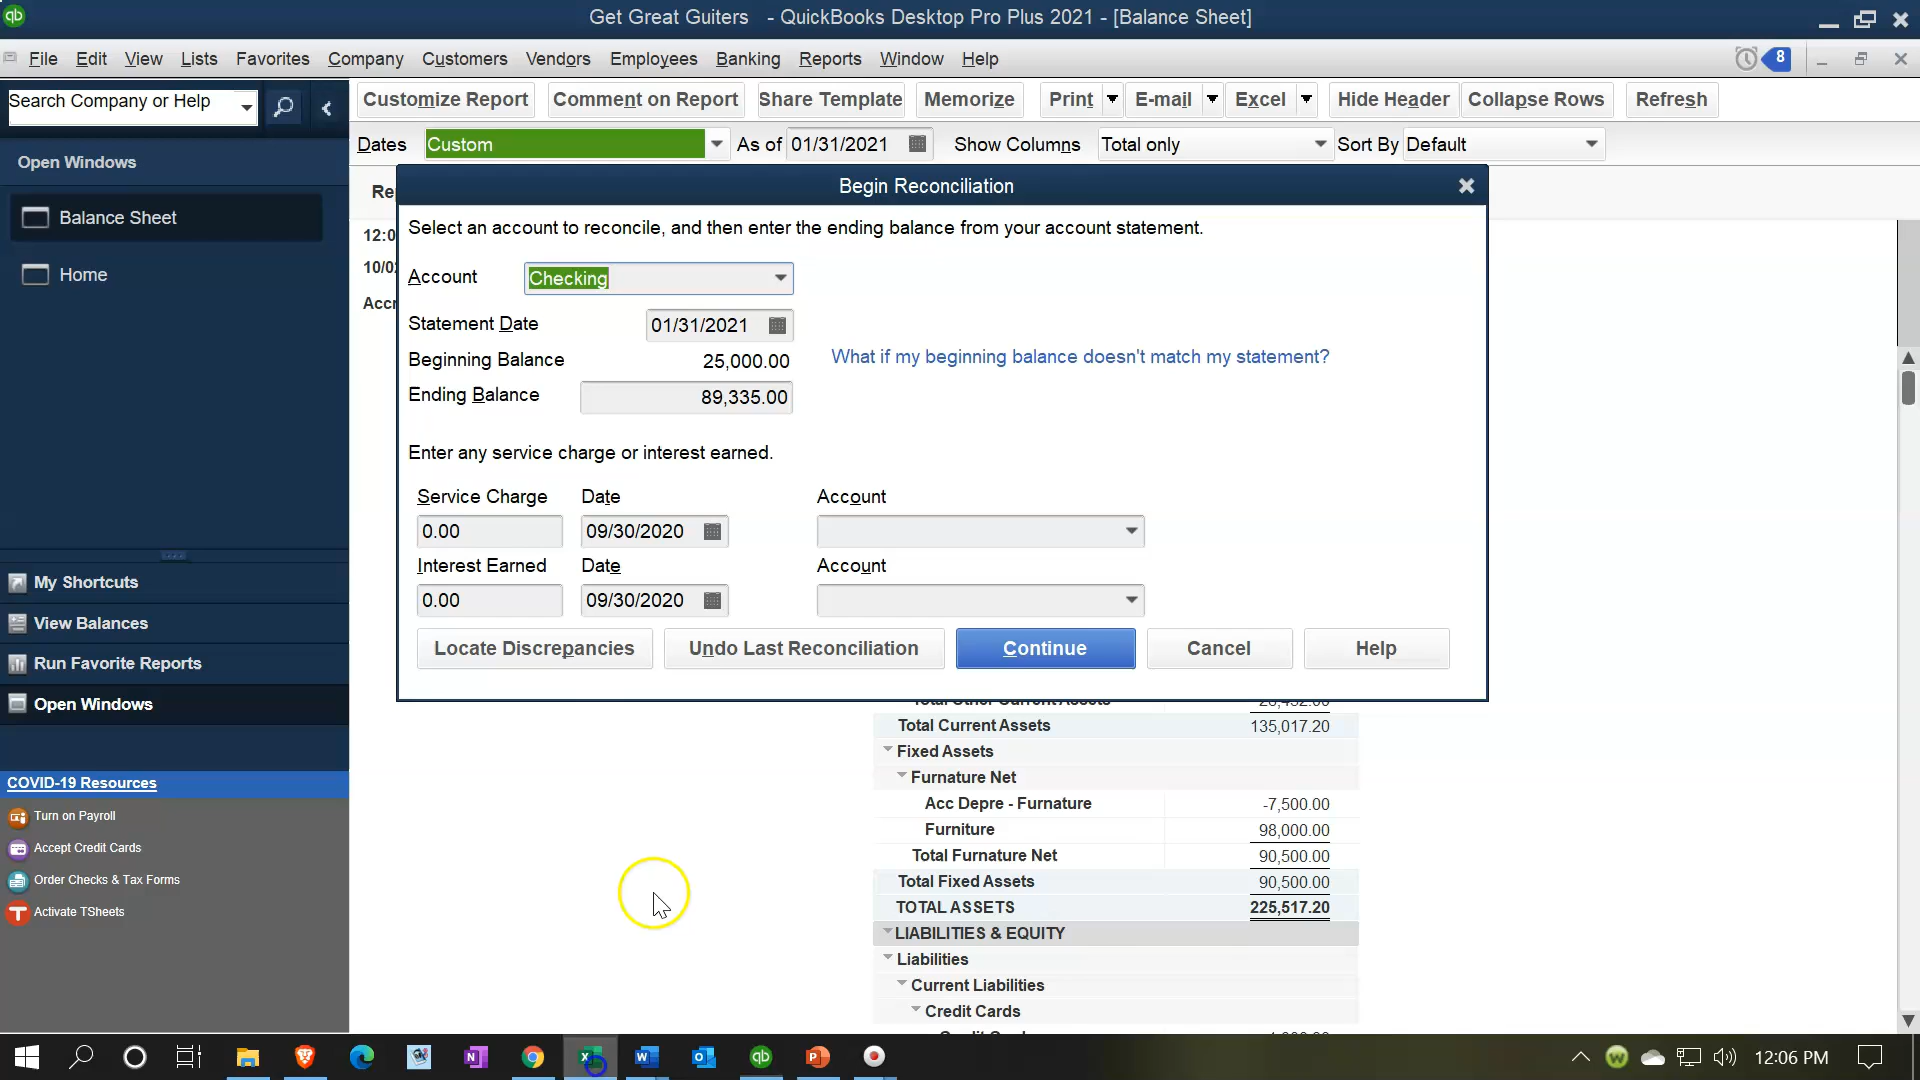 qb Get Great Guiters - QuickBooks Desktop Pro Plus 2021 - [Balance Sheet]
File Edit View Lists Favorites Company Customers Vendors Employees Banking Reports Window Help 8
Search Company or Help
Customize Report Comment on Report Share Template Memorize Print E-mail Excel Hide Header Collapse Rows Refresh
Dates Custom As of 01/31/2021 Show Columns Total only Sort By Default
Open Windows
Balance Sheet
Home
My Shortcuts
View Balances
Run Favorite Reports
Open Windows
COVID-19 Resources
Turn on Payroll
Accept Credit Cards
Order Checks & Tax Forms
Activate TSheets
Begin Reconciliation
Select an account to reconcile, and then enter the ending balance from your account statement.
Account Checking
Statement Date 01/31/2021
Beginning Balance 25,000.00 What if my beginning balance doesn't match my statement?
Ending Balance 89,335.00
Enter any service charge or interest earned.
Service Charge Date Account
0.00 09/30/2020
Interest Earned Date Account
0.00 09/30/2020
Locate Discrepancies Undo Last Reconciliation Continue Cancel Help
Total Current Assets 135,017.20
Fixed Assets
Furnature Net
Acc Depre - Furnature -7,500.00
Furniture 98,000.00
Total Furnature Net 90,500.00
Total Fixed Assets 90,500.00
TOTAL ASSETS 225,517.20
LIABILITIES & EQUITY
Liabilities
Current Liabilities
Credit Cards
12:06 PM